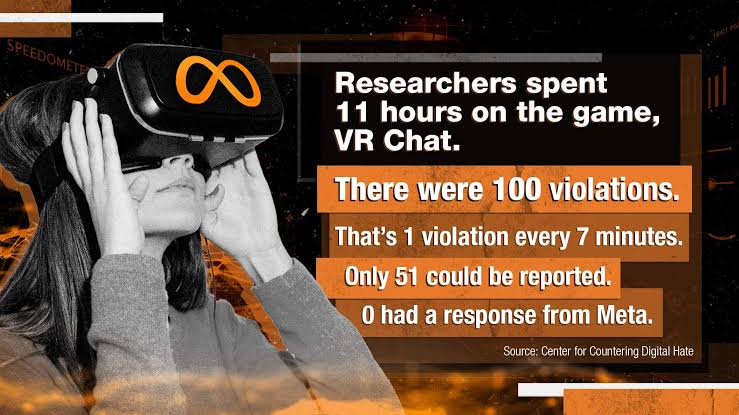 SPEEDOMETE
Researchers spent
11 hours on the game,
VR Chat.
There were 100 violations.
That's 1 violation every 7 minutes.
Only 51 could be reported.
0 had a response from Meta.
Source: Center for Countering Digital Hate